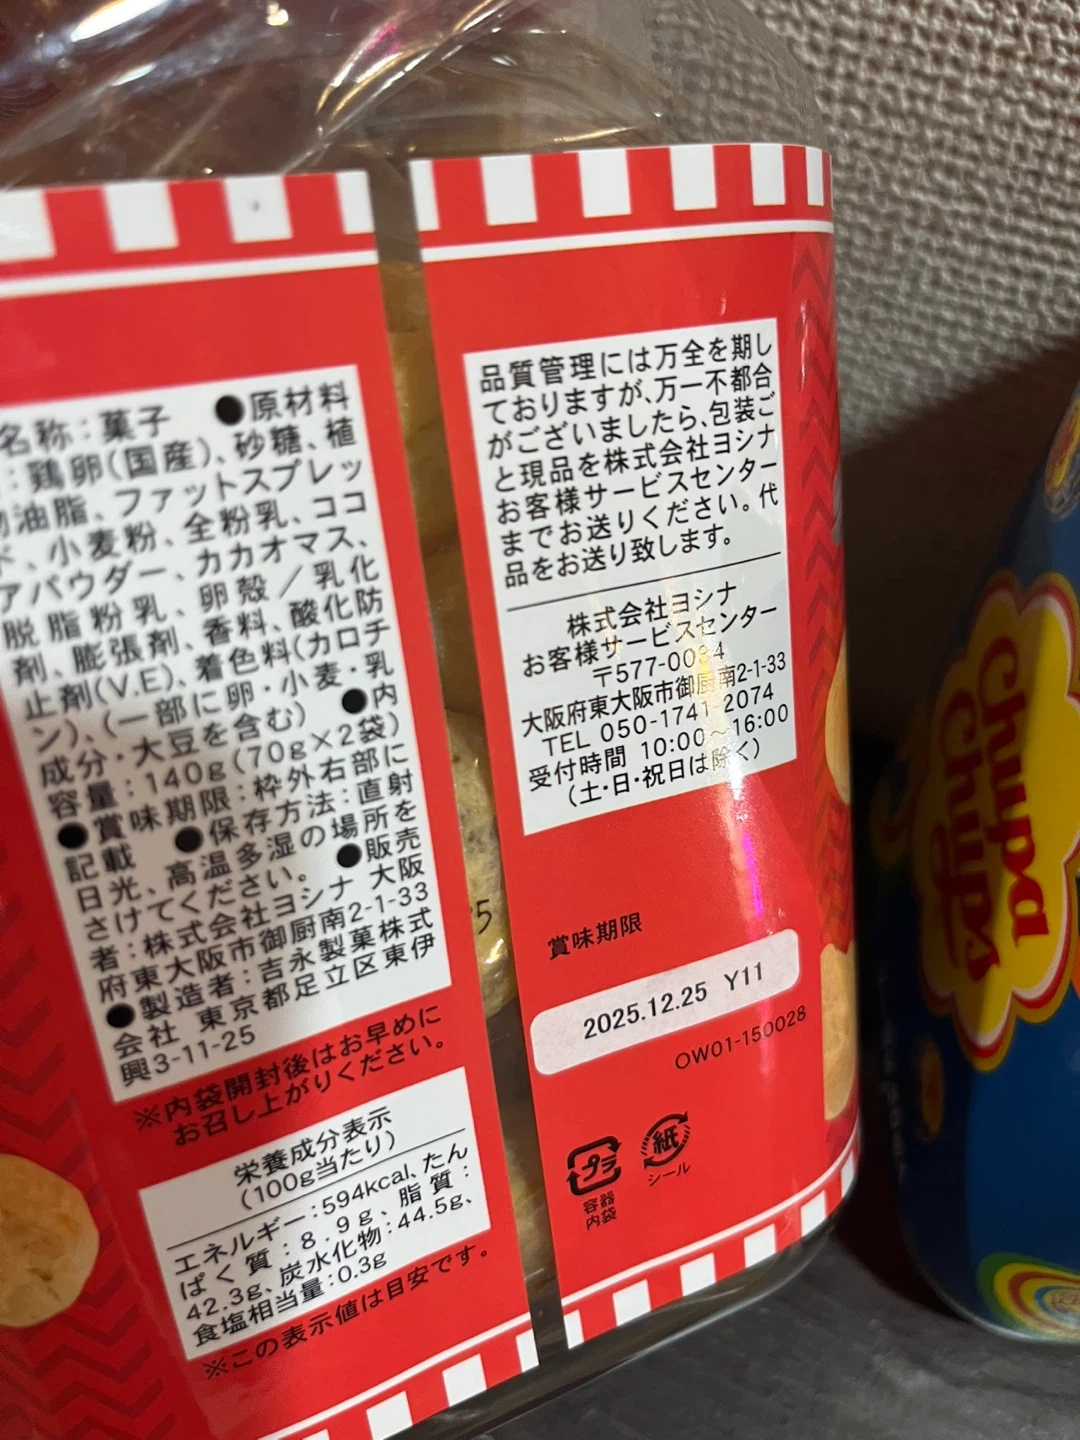 名称：菓子 ●原材料
：鶏卵(国産)、砂糖、植
物油脂、ファットスプレッ
ド、小麦粉、全粉乳、ココ
アパウダー、カカオマス、
脱脂粉乳、卵殻／乳化
剤、膨張剤、香料、酸化防
止剤(V.E)、着色料(カロチ
ン)、(一部に卵・小麦・乳
成分・大豆を含む) ●内
容量：140g(70g×2袋)
●賞味期限：枠外右部に
記載 ●保存方法：直射
日光、高温多湿の場所を
さけてください。 ●販売
者：株式会社ヨシナ 大阪
府東大阪市御厨南2-1-33
●製造者：吉永製菓株式
会社 東京都足立区東伊
興3-11-25
※内袋開封後はお早めに
お召し上がりください。
栄養成分表示
(100g当たり)
エネルギー：594kcal、たん
ぱく質：8.9g、脂質：
42.3g、炭水化物：44.5g、
食塩相当量：0.3g
※この表示値は目安です。
品質管理には万全を期し
ておりますが、万一不都合
がございましたら、包装ご
と現品を株式会社ヨシナ
お客様サービスセンター
までお送りください。代
品をお送り致します。
株式会社ヨシナ
お客様サービスセンター
〒577-0034
大阪府東大阪市御厨南2-1-33
TEL 050-1741-2074
受付時間 10:00～16:00
(土・日・祝日は除く)
賞味期限
2025.12.25 Y11
OW01-150028
プラ
容器
内袋
紙
シール
Chupa
Chups